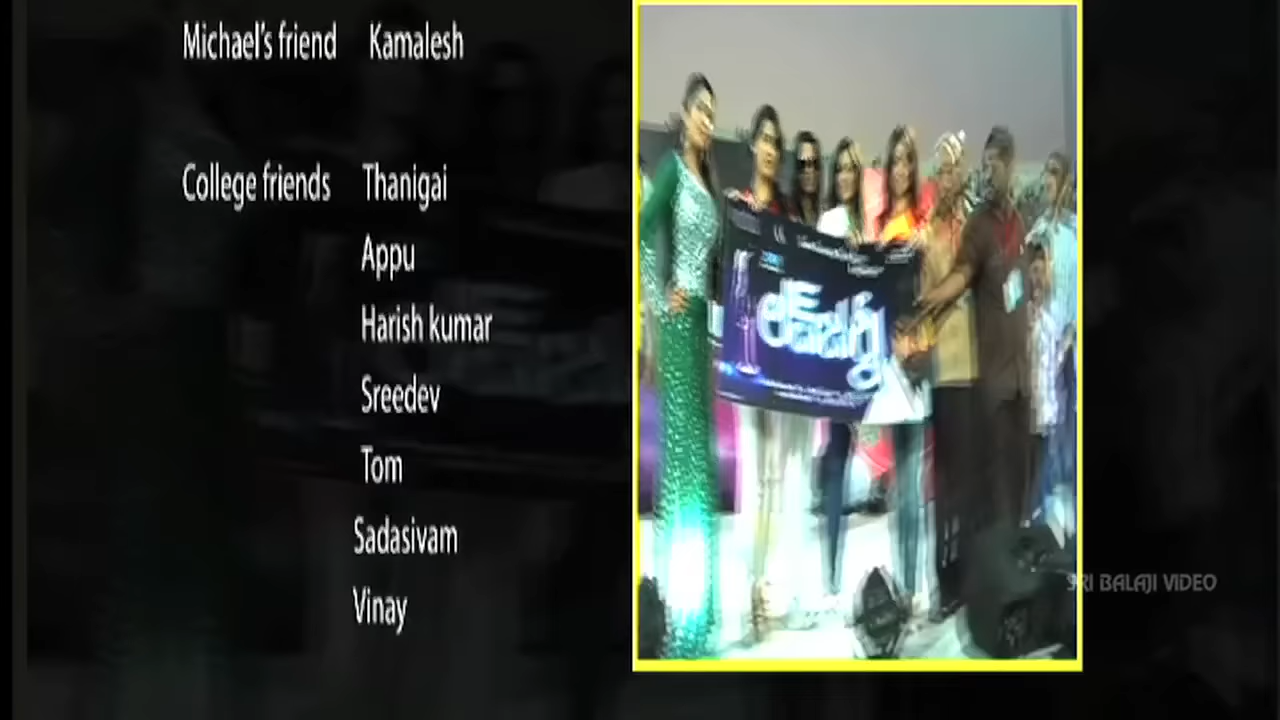 Michael's friend Kamalesh
College friends Thanigai
Appu
Harish kumar
Sreedev
Tom
Sadasivam
Vinay
SRI BALAJI VIDEO